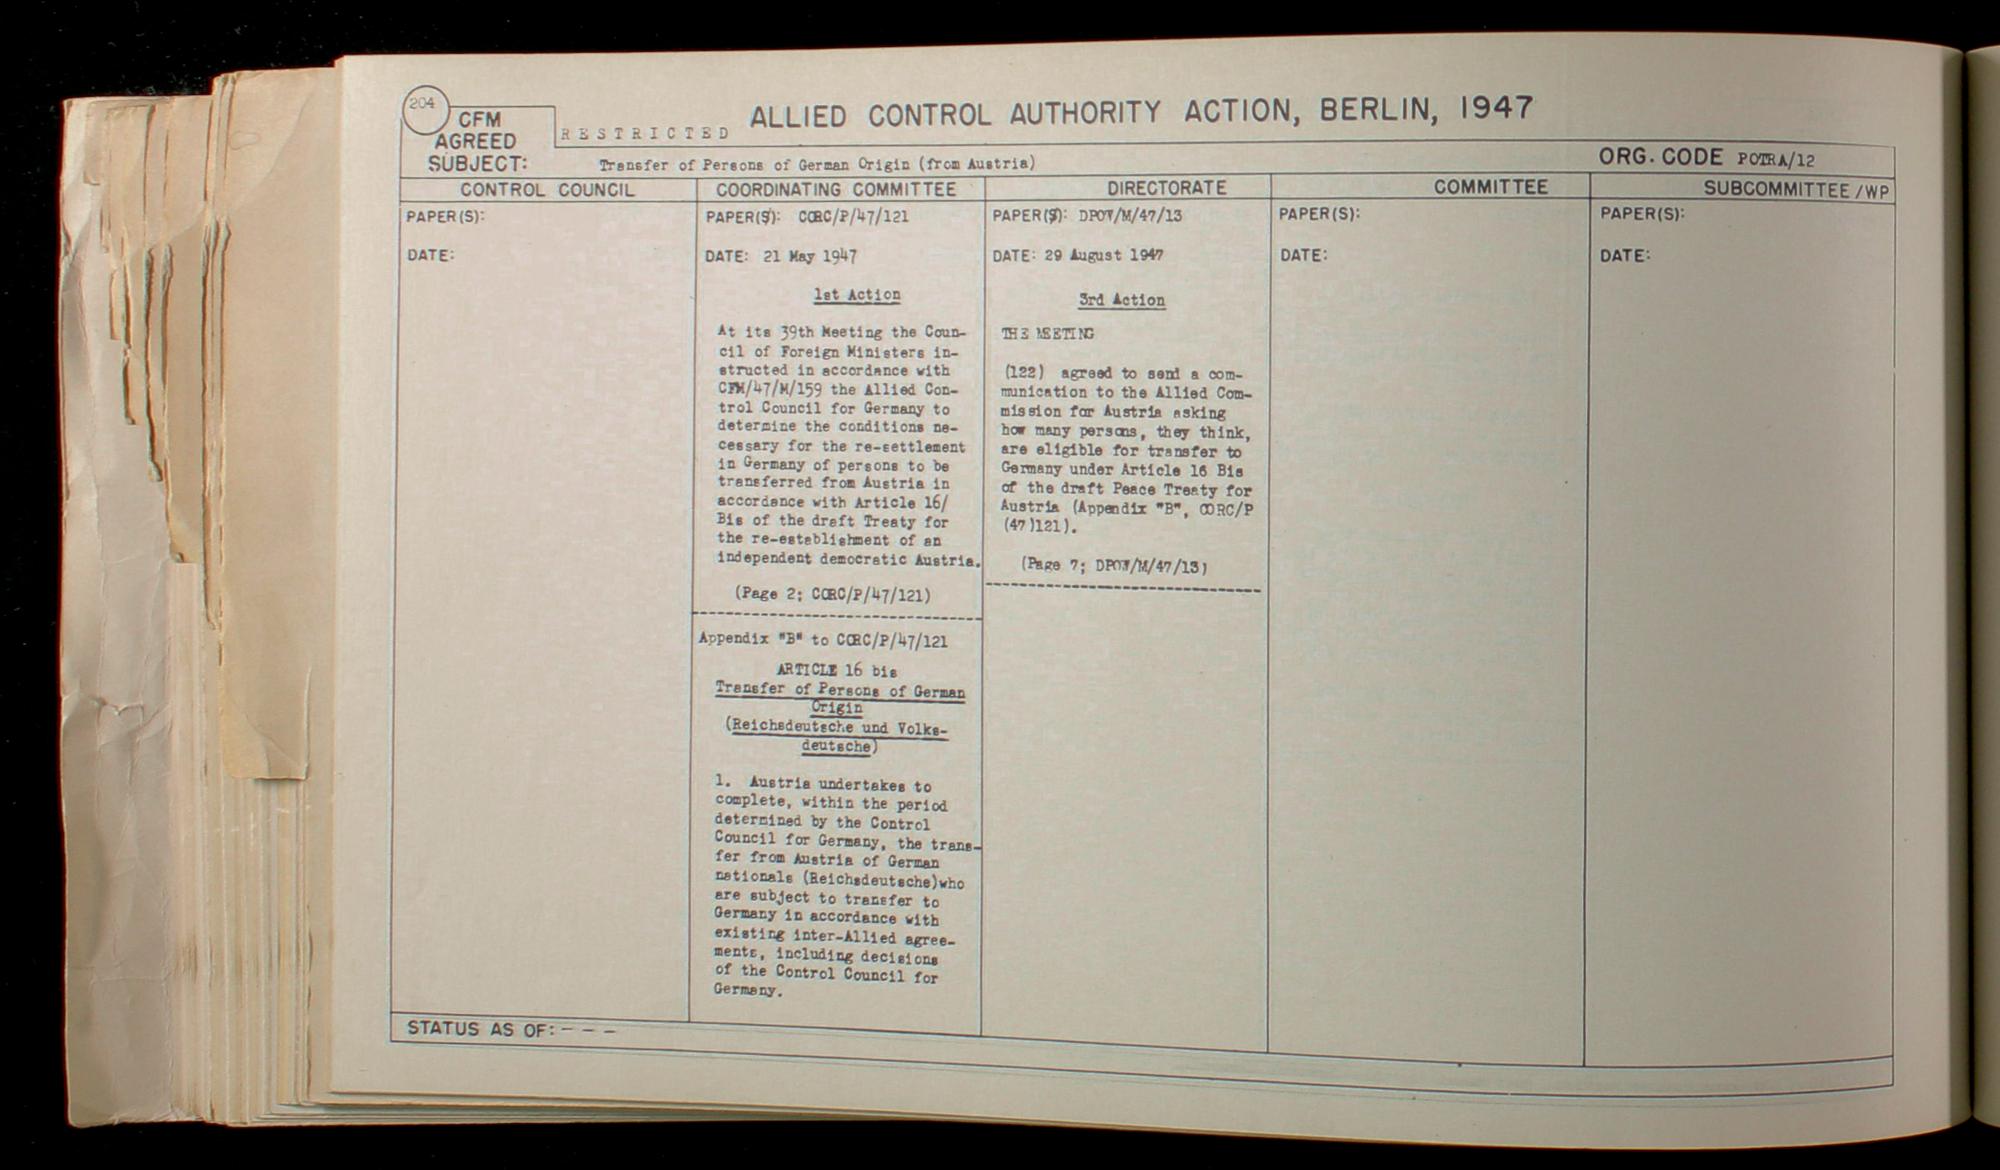 204
CFM
AGREED
RESTRICTED
ALLIED CONTROL AUTHORITY ACTION, BERLIN, 1947
SUBJECT: Transfer of Persons of German Origin (from Austria)
ORG. CODE POTRA/12
CONTROL COUNCIL
PAPER(S):
DATE:
COORDINATING COMMITTEE
PAPER(S): CORC/P/47/121
DATE: 21 May 1947
1st Action
At its 39th Meeting the Coun-
cil of Foreign Ministers in-
structed in accordance with
CFM/47/M/159 the Allied Con-
trol Council for Germany to
determine the conditions ne-
cessary for the re-settlement
in Germany of persons to be
transferred from Austria in
accordance with Article 16/
Bis of the draft Treaty for
the re-establishment of an
independent democratic Austria.
(Page 2; CORC/P/47/121)
Appendix "B" to CORC/P/47/121
ARTICLE 16 bis
Transfer of Persons of German
Origin
(Reichsdeutsche und Volks-
deutsche)
1. Austria undertakes to
complete, within the period
determined by the Control
Council for Germany, the trans-
fer from Austria of German
nationals (Reichsdeutsche)who
are subject to transfer to
Germany in accordance with
existing inter-Allied agree-
ments, including decisions
of the Control Council for
Germany.
DIRECTORATE
PAPER(S): DPOW/M/47/13
DATE: 29 August 1947
3rd Action
THE MEETING
(122) agreed to send a com-
munication to the Allied Com-
mission for Austria asking
how many persons, they think,
are eligible for transfer to
Germany under Article 16 Bis
of the draft Peace Treaty for
Austria (Appendix "B", CORC/P
(47)121).
(Page 7; DPOW/M/47/13)
COMMITTEE
PAPER(S):
DATE:
SUBCOMMITTEE/WP
PAPER(S):
DATE:
STATUS AS OF: - - -